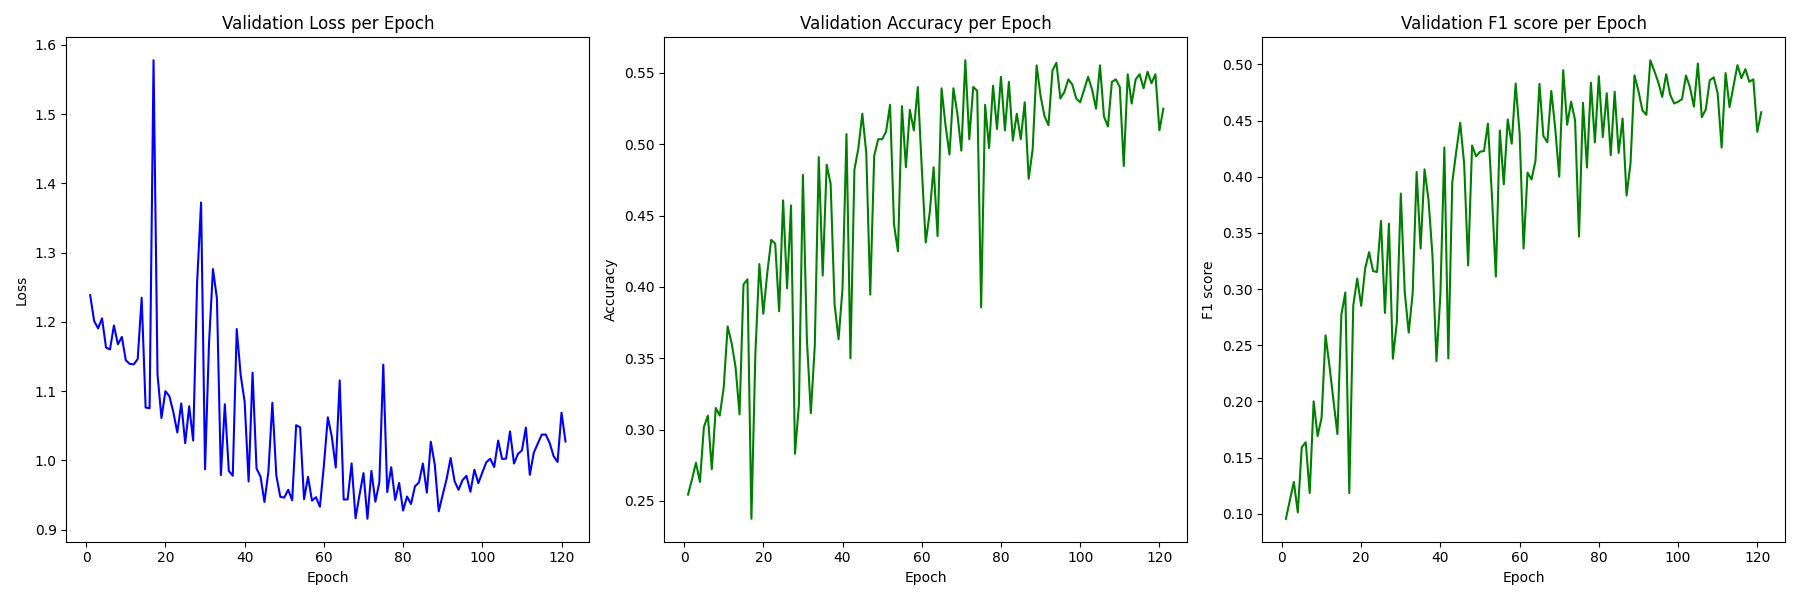 Validation Loss per Epoch
1.6
1.5
1.4
1.3
1.2
1.1
1.0
0.9
Loss
0 20 40 60 80 100 120
Epoch
Validation Accuracy per Epoch
0.55
0.50
0.45
0.40
0.35
0.30
0.25
Accuracy
0 20 40 60 80 100 120
Epoch
Validation F1 score per Epoch
0.50
0.45
0.40
0.35
0.30
0.25
0.20
0.15
0.10
F1 score
0 20 40 60 80 100 120
Epoch